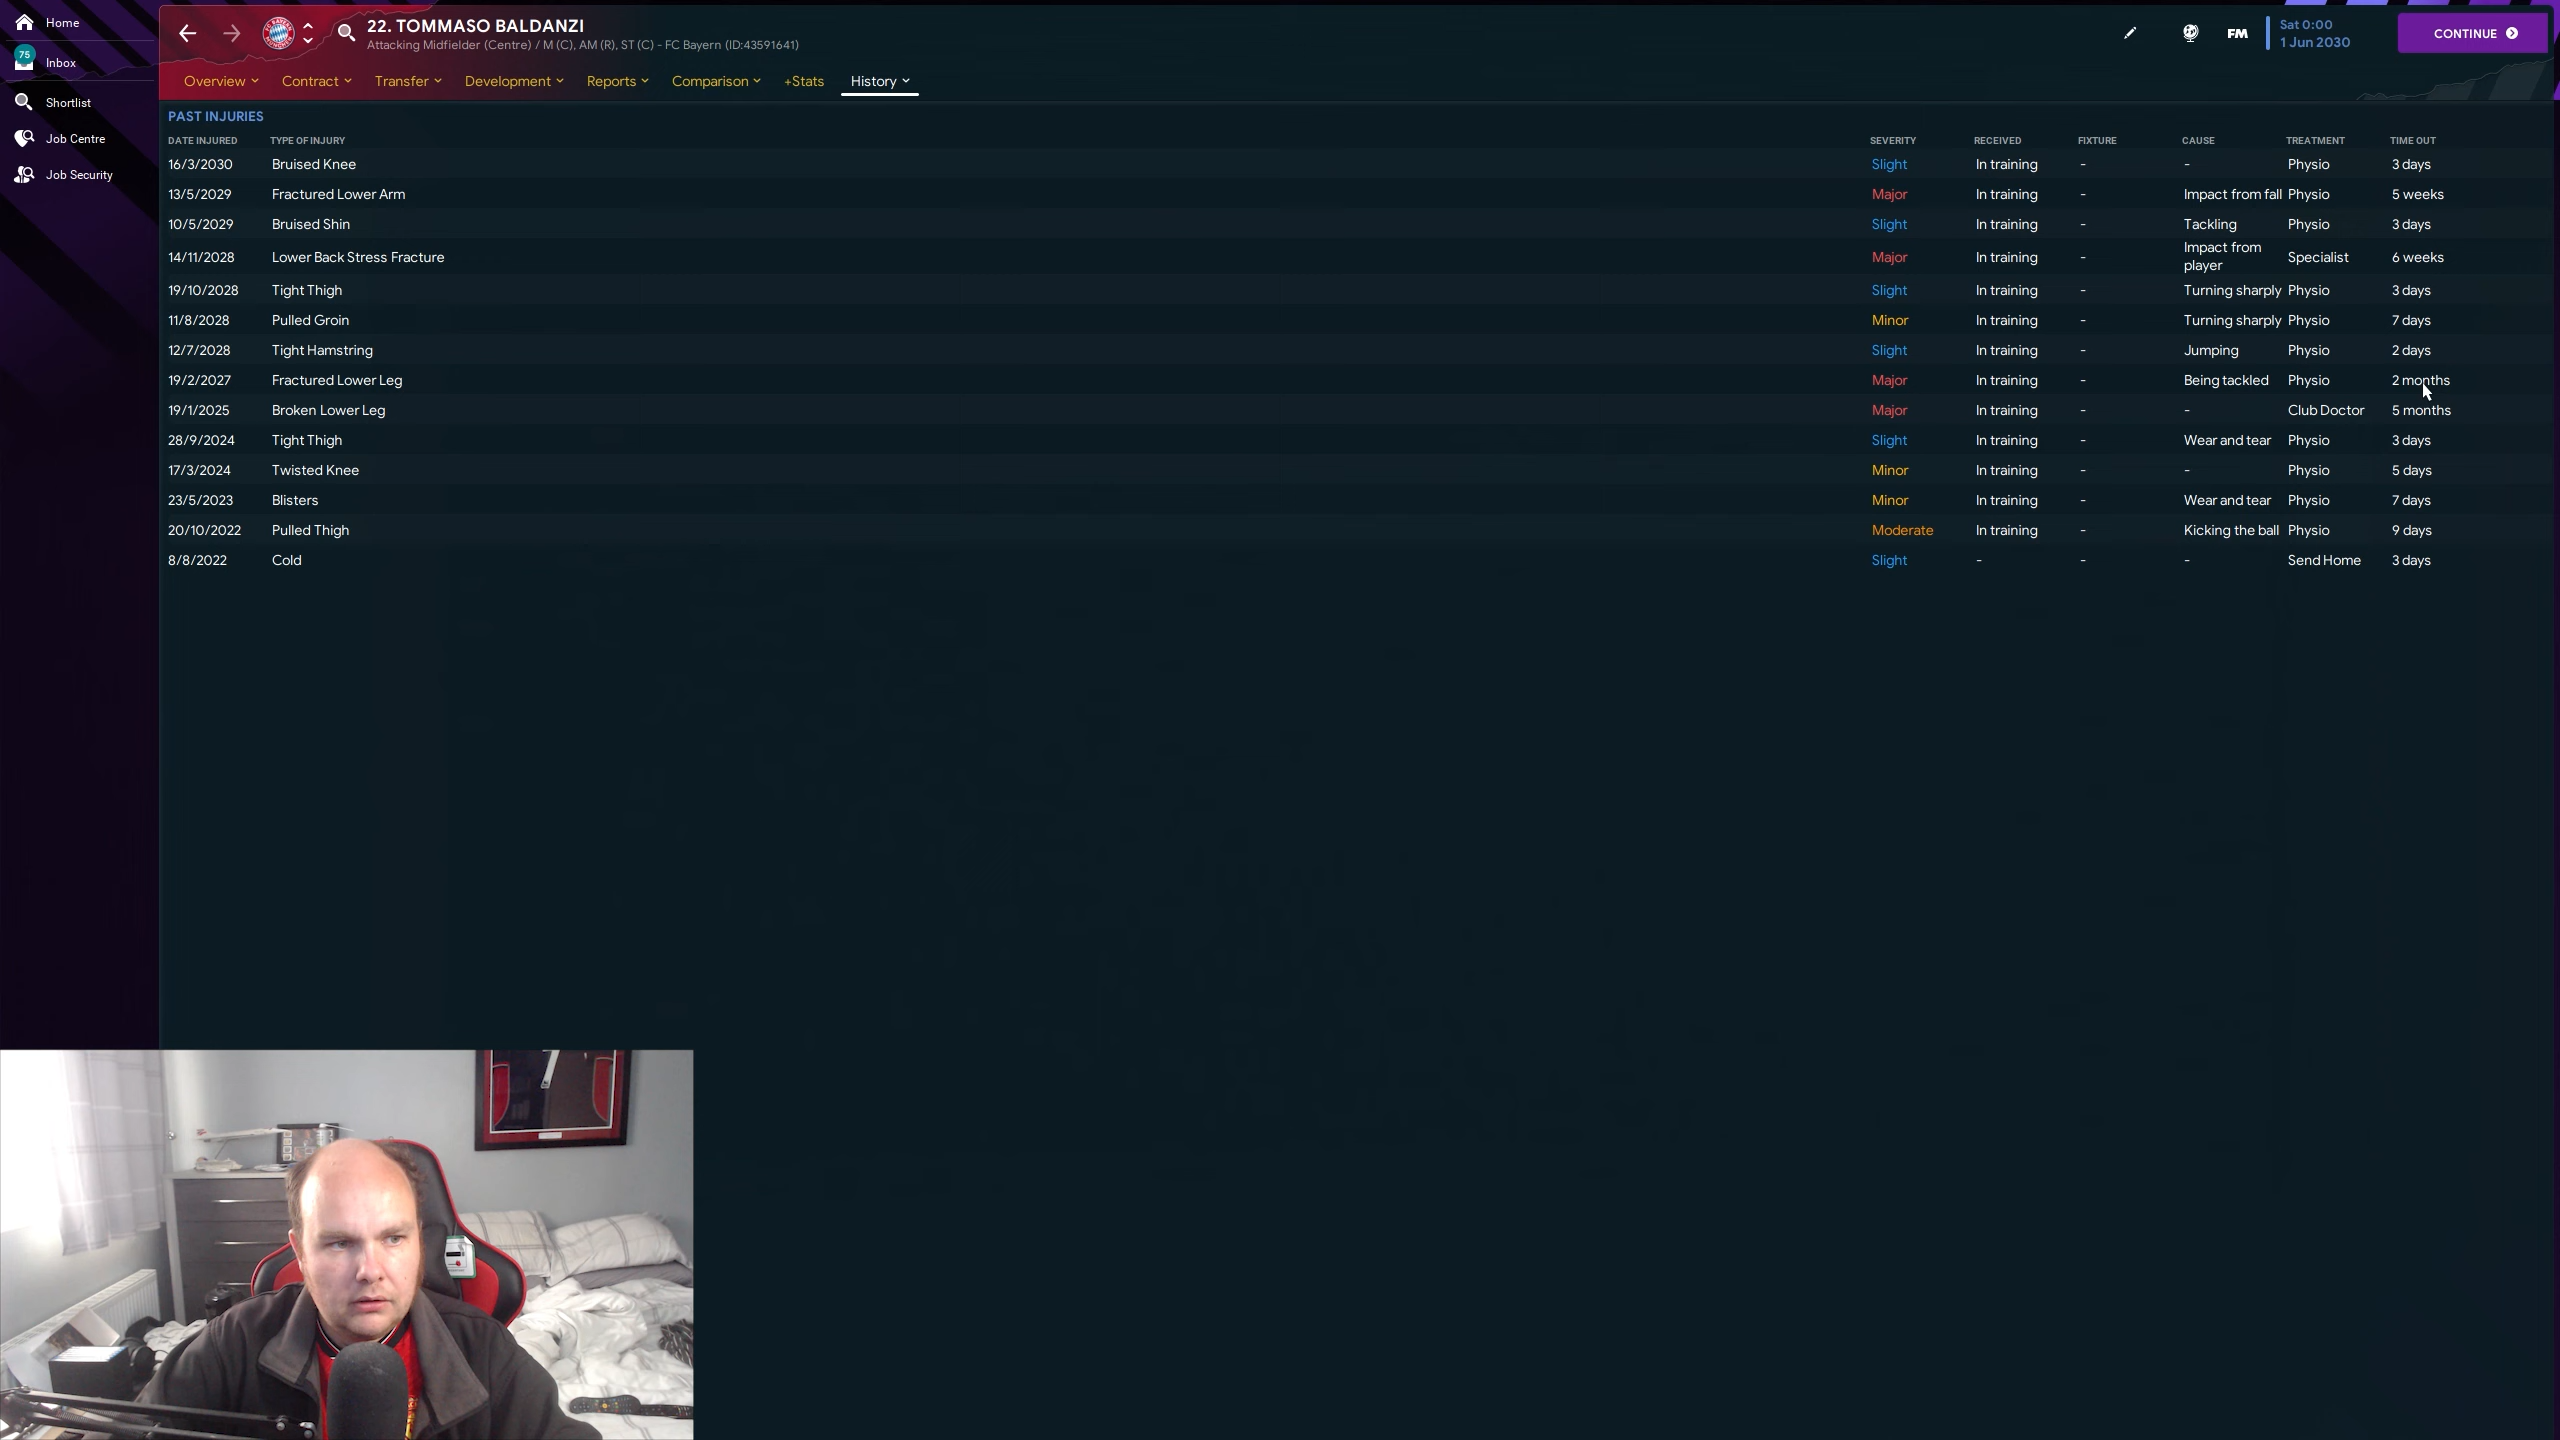 Home
75
Inbox
Shortlist
Job Centre
Job Security
22. TOMMASO BALDANZI
Attacking Midfielder (Centre) / M (C), AM (R), ST (C) - FC Bayern (ID:43591641)
FM
Sat 0:00
1 Jun 2030
CONTINUE
Overview Contract Transfer Development Reports Comparison +Stats History
PAST INJURIES
DATE INJURED TYPE OF INJURY SEVERITY RECEIVED FIXTURE CAUSE TREATMENT TIME OUT
16/3/2030 Bruised Knee Slight In training - - Physio 3 days
13/5/2029 Fractured Lower Arm Major In training - Impact from fall Physio 5 weeks
10/5/2029 Bruised Shin Slight In training - Tackling Physio 3 days
14/11/2028 Lower Back Stress Fracture Major In training - Impact from player Specialist 6 weeks
19/10/2028 Tight Thigh Slight In training - Turning sharply Physio 3 days
11/8/2028 Pulled Groin Minor In training - Turning sharply Physio 7 days
12/7/2028 Tight Hamstring Slight In training - Jumping Physio 2 days
19/2/2027 Fractured Lower Leg Major In training - Being tackled Physio 2 months
19/1/2025 Broken Lower Leg Major In training - - Club Doctor 5 months
28/9/2024 Tight Thigh Slight In training - Wear and tear Physio 3 days
17/3/2024 Twisted Knee Minor In training - - Physio 5 days
23/5/2023 Blisters Minor In training - Wear and tear Physio 7 days
20/10/2022 Pulled Thigh Moderate In training - Kicking the ball Physio 9 days
8/8/2022 Cold Slight - - - Send Home 3 days
7